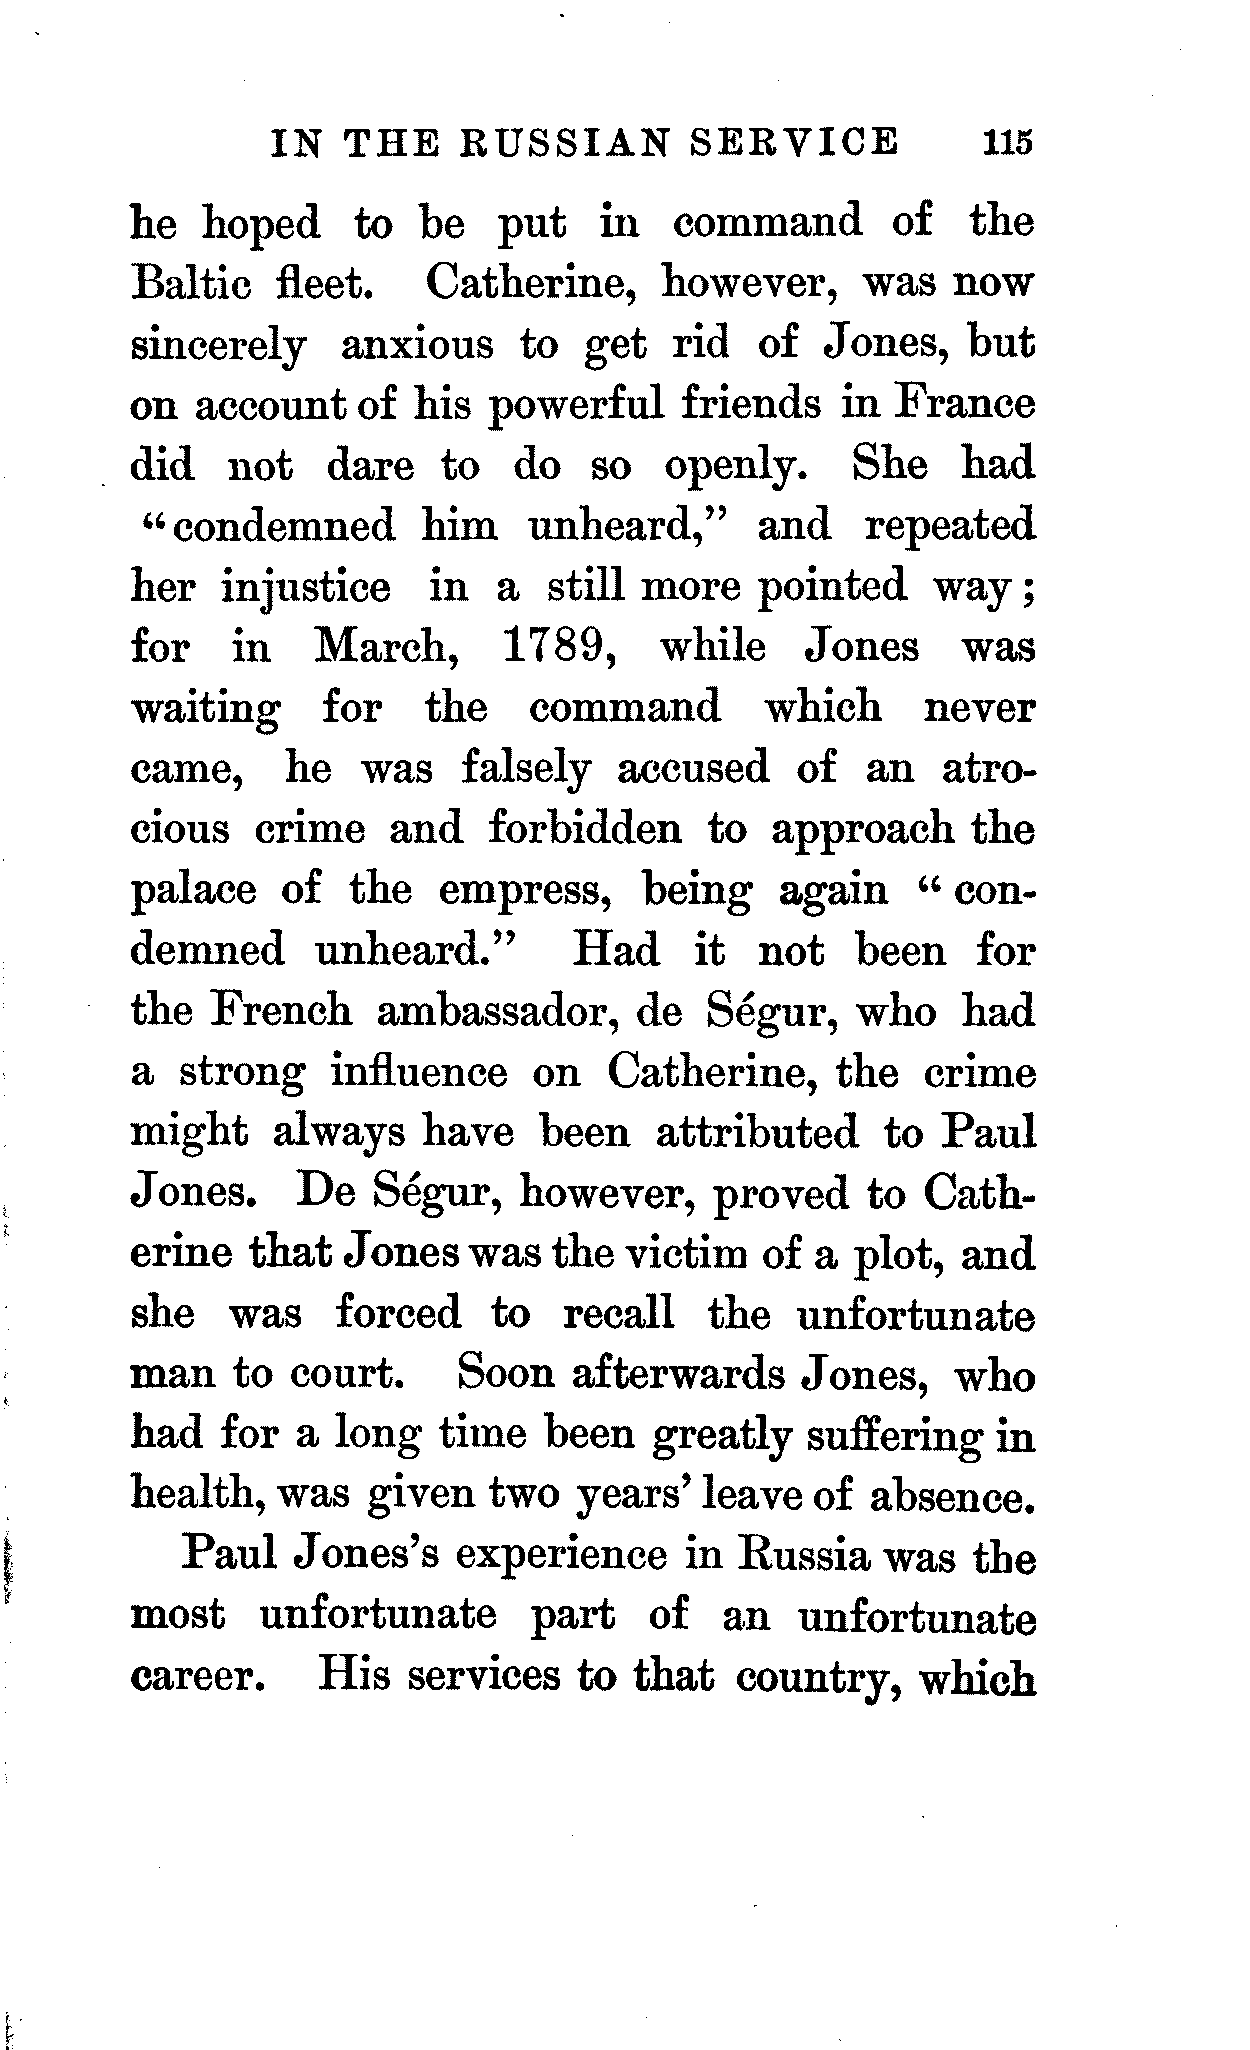 IN THE RUSSIAN SERVICE 115
he hoped to be put in command of the
Baltic fleet. Catherine, however, was now
sincerely anxious to get rid of Jones, but
on account of his powerful friends in France
did not dare to do so openly. She had
“condemned him unheard,” and repeated
her injustice in a still more pointed way;
for in March, 1789, while Jones was
waiting for the command which never
came, he was falsely accused of an atro-
cious crime and forbidden to approach the
palace of the empress, being again “con-
demned unheard.” Had it not been for
the French ambassador, de Ségur, who had
a strong influence on Catherine, the crime
might always have been attributed to Paul
Jones. De Ségur, however, proved to Cath-
erine that Jones was the victim of a plot, and
she was forced to recall the unfortunate
man to court. Soon afterwards Jones, who
had for a long time been greatly suffering in
health, was given two years’ leave of absence.
Paul Jones’s experience in Russia was the
most unfortunate part of an unfortunate
career. His services to that country, which